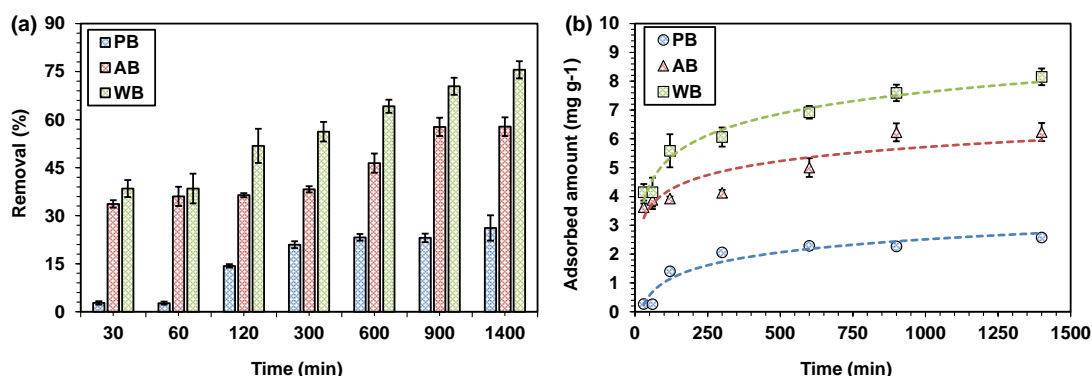 (a)
PB
AB
WB
Removal (%)
90
75
60
45
30
15
0
30 60 120 300 600 900 1400
Time (min)
(b)
PB
AB
WB
Adsorbed amount (mg g-1)
10
9
8
7
6
5
4
3
2
1
0
0 250 500 750 1000 1250 1500
Time (min)